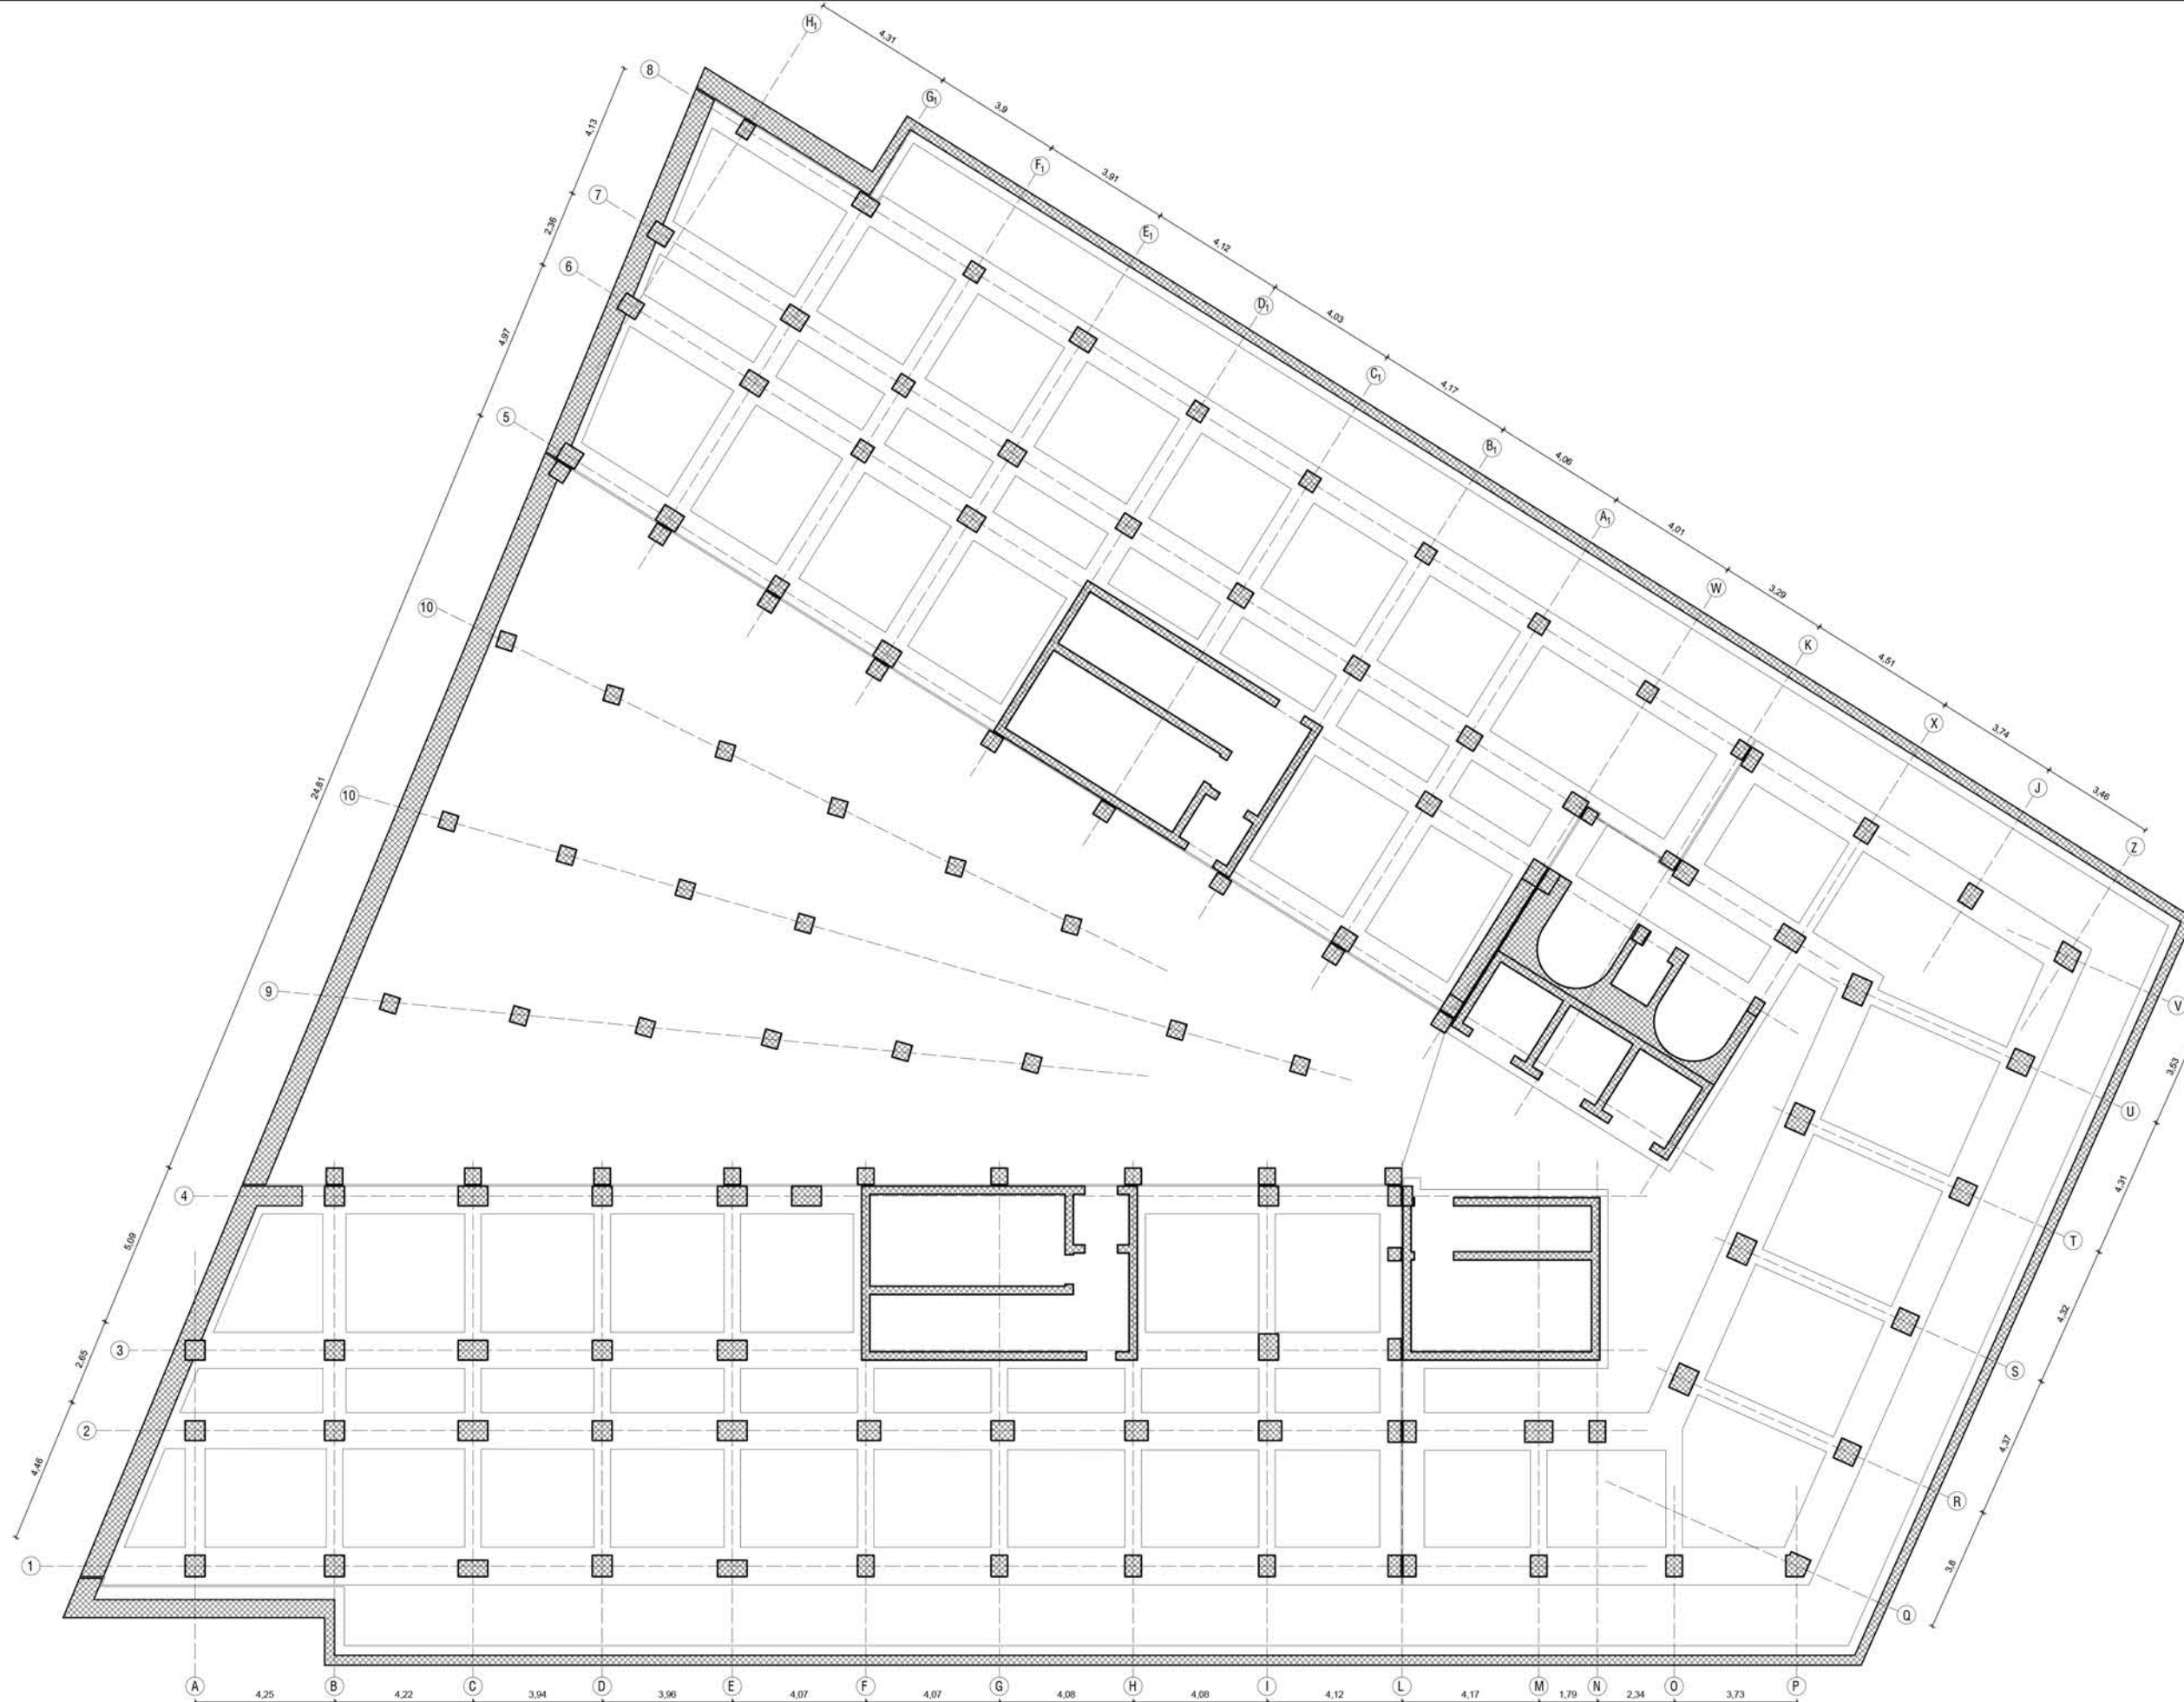 H1
4,31
8
G1
3,9
4,13
F1
3,91
7
2,36
E1
4,12
6
D1
4,03
4,97
C1
4,17
5
B1
4,06
A1
4,01
10
W
3,29
K
4,51
X
3,74
24,81
10
J
3,46
Z
9
V
3,53
U
4
4,31
5,09
T
3
4,32
2,65
S
2
4,37
4,46
R
1
3,8
Q
A B C D E F G H I L M N O P
4,25 4,22 3,94 3,96 4,07 4,07 4,08 4,08 4,12 4,17 1,79 2,34 3,73